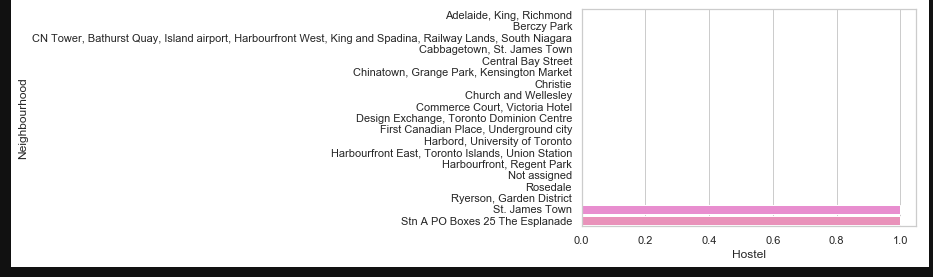 Adelaide, King, Richmond
Berczy Park
CN Tower, Bathurst Quay, Island airport, Harbourfront West, King and Spadina, Railway Lands, South Niagara
Cabbagetown, St. James Town
Central Bay Street
Chinatown, Grange Park, Kensington Market
Christie
Church and Wellesley
Commerce Court, Victoria Hotel
Design Exchange, Toronto Dominion Centre
First Canadian Place, Underground city
Harbord, University of Toronto
Harbourfront East, Toronto Islands, Union Station
Harbourfront, Regent Park
Not assigned
Rosedale
Ryerson, Garden District
St. James Town
Stn A PO Boxes 25 The Esplanade
Neighbourhood
0.0 0.2 0.4 0.6 0.8 1.0
Hostel